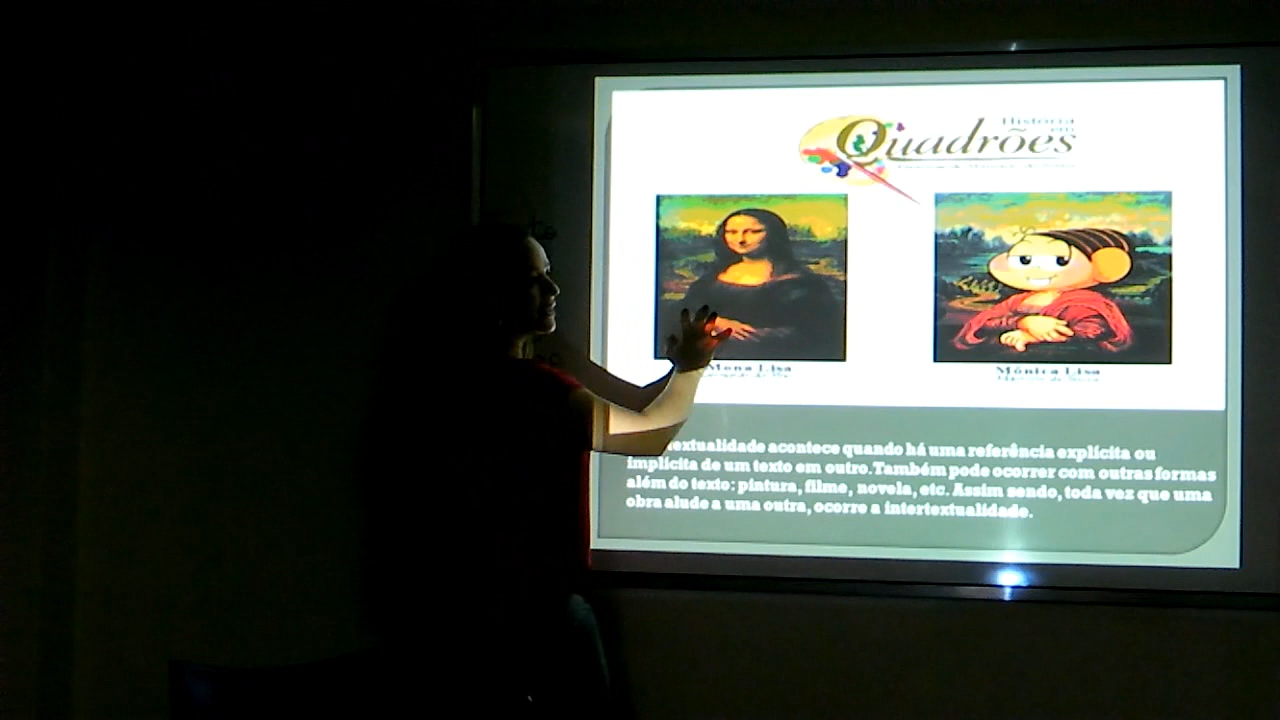 História
em
Quadrões
Mona Lisa
Mônica Lisa
textualidade acontece quando há uma referência explícita ou
implícita de um texto em outro. Também pode ocorrer com outras formas
além do texto: pintura, filme, novela, etc. Assim sendo, toda vez que uma
obra alude a uma outra, ocorre a intertextualidade.